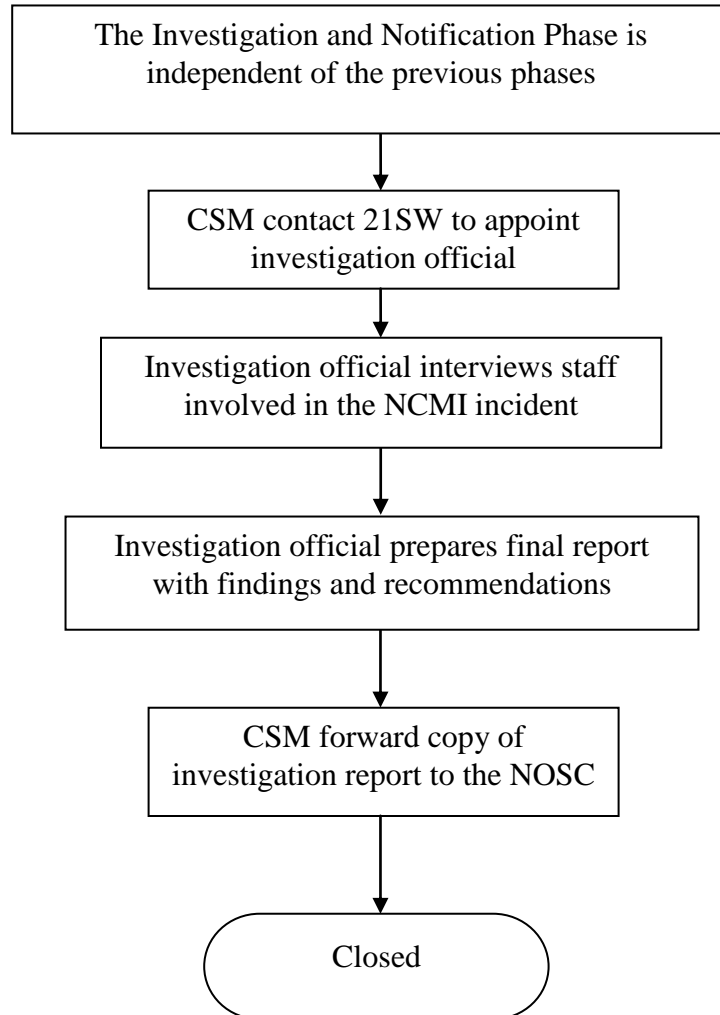 The Investigation and Notification Phase is
independent of the previous phases
CSM contact 21SW to appoint
investigation official
Investigation official interviews staff
involved in the NCMI incident
Investigation official prepares final report
with findings and recommendations
CSM forward copy of
investigation report to the NOSC
Closed